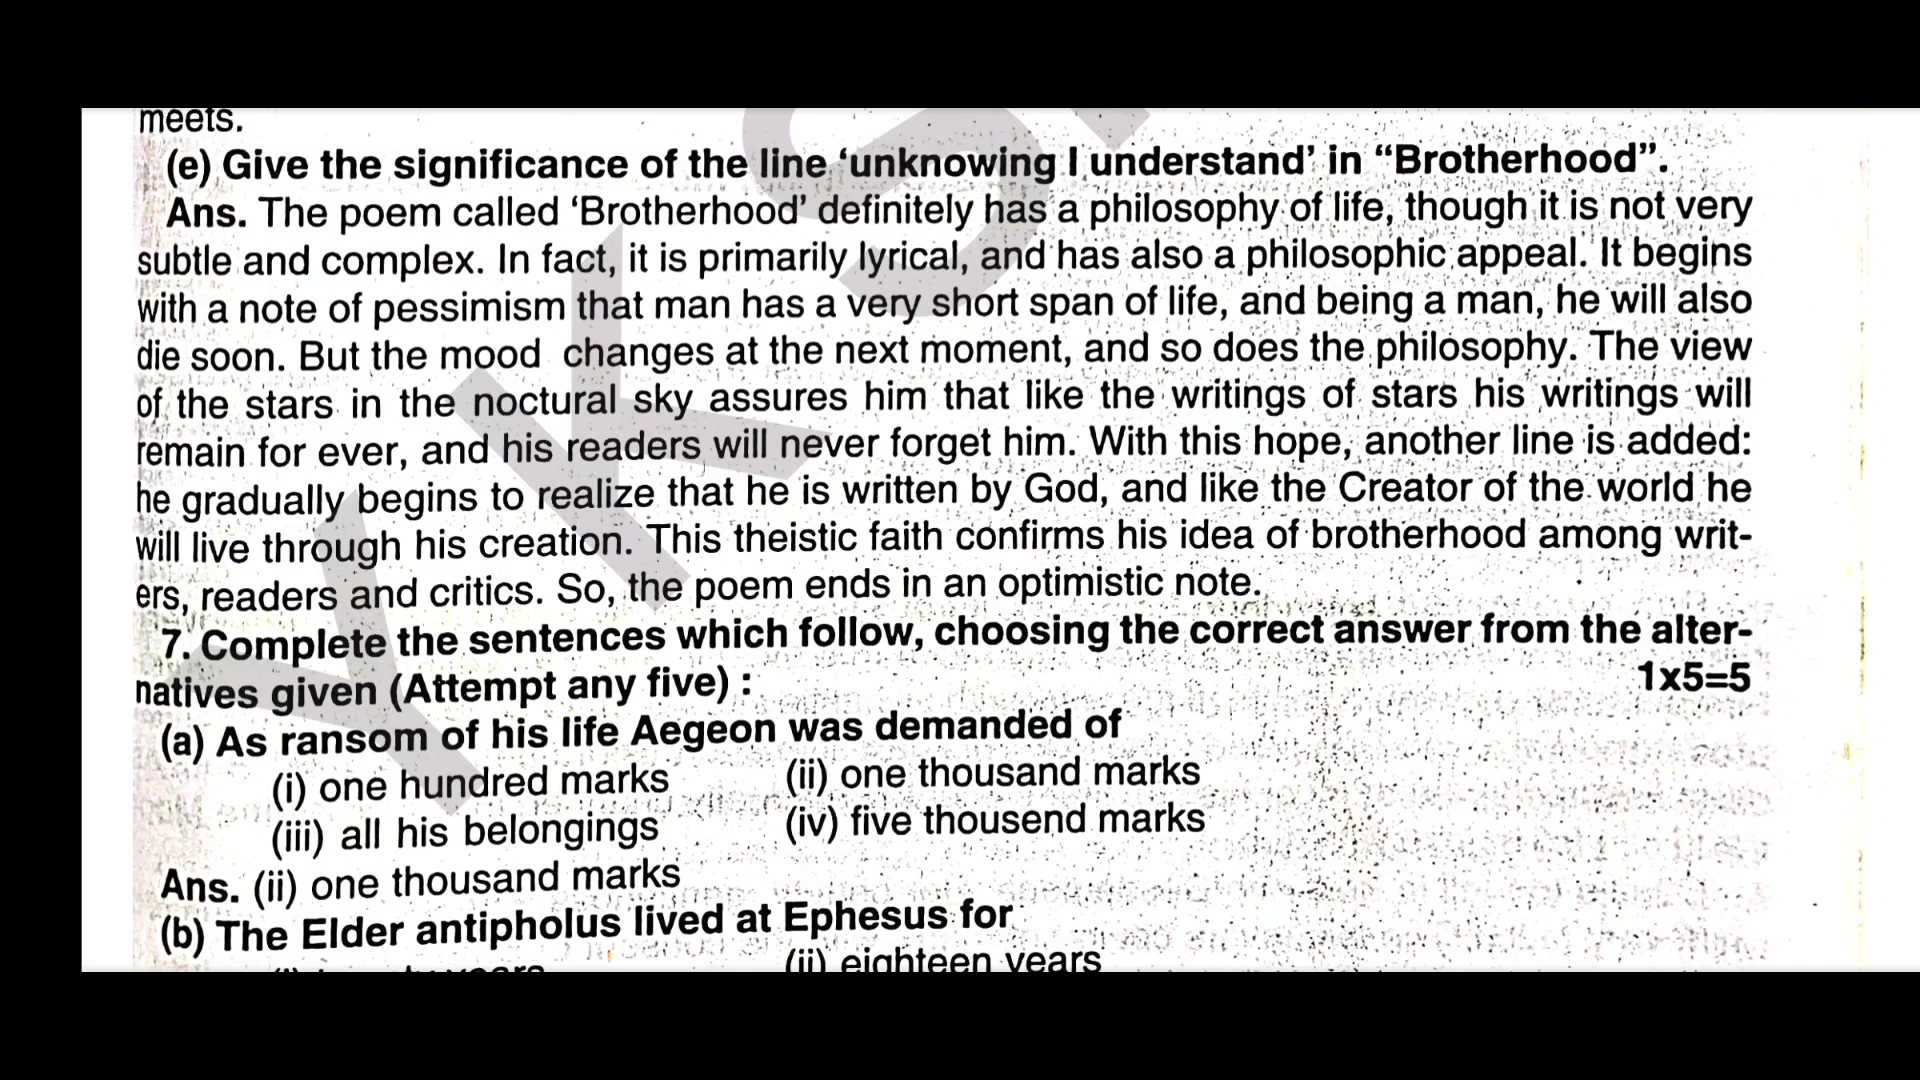 meets.
(e) Give the significance of the line ‘unknowing I understand’ in “Brotherhood”.
Ans. The poem called ‘Brotherhood’ definitely has a philosophy of life, though it is not very
subtle and complex. In fact, it is primarily lyrical, and has also a philosophic appeal. It begins
with a note of pessimism that man has a very short span of life, and being a man, he will also
die soon. But the mood changes at the next moment, and so does the philosophy. The view
of the stars in the noctural sky assures him that like the writings of stars his writings will
remain for ever, and his readers will never forget him. With this hope, another line is added:
he gradually begins to realize that he is written by God, and like the Creator of the world he
will live through his creation. This theistic faith confirms his idea of brotherhood among writ-
ers, readers and critics. So, the poem ends in an optimistic note.
7. Complete the sentences which follow, choosing the correct answer from the alter-
natives given (Attempt any five) : 1x5=5
(a) As ransom of his life Aegeon was demanded of
(i) one hundred marks (ii) one thousand marks
(iii) all his belongings (iv) five thousend marks
Ans. (ii) one thousand marks
(b) The Elder antipholus lived at Ephesus for
(ii) eighteen years